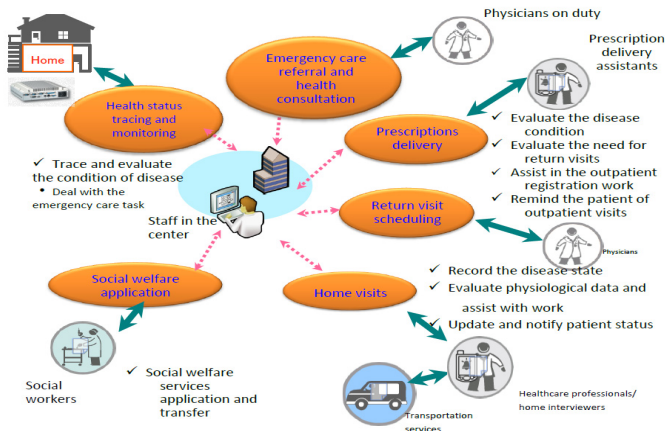 Physicians on duty
Home
Emergency care
referral and
health
consultation
Prescription
delivery
assistants
Health status
tracing and
monitoring
Prescriptions
delivery
✓ Evaluate the disease
condition
✓ Evaluate the need for
return visits
✓ Assist in the outpatient
registration work
✓ Remind the patient of
outpatient visits
✓ Trace and evaluate
the condition of disease
• Deal with the
emergency care task
Staff in the
center
Return visit
scheduling
Physicians
Social welfare
application
Home visits
✓ Record the disease state
✓ Evaluate physiological data and
assist with work
✓ Update and notify patient status
Social
workers
✓ Social welfare
services
application and
transfer
Transportation
services
Healthcare professionals/
home interviewers